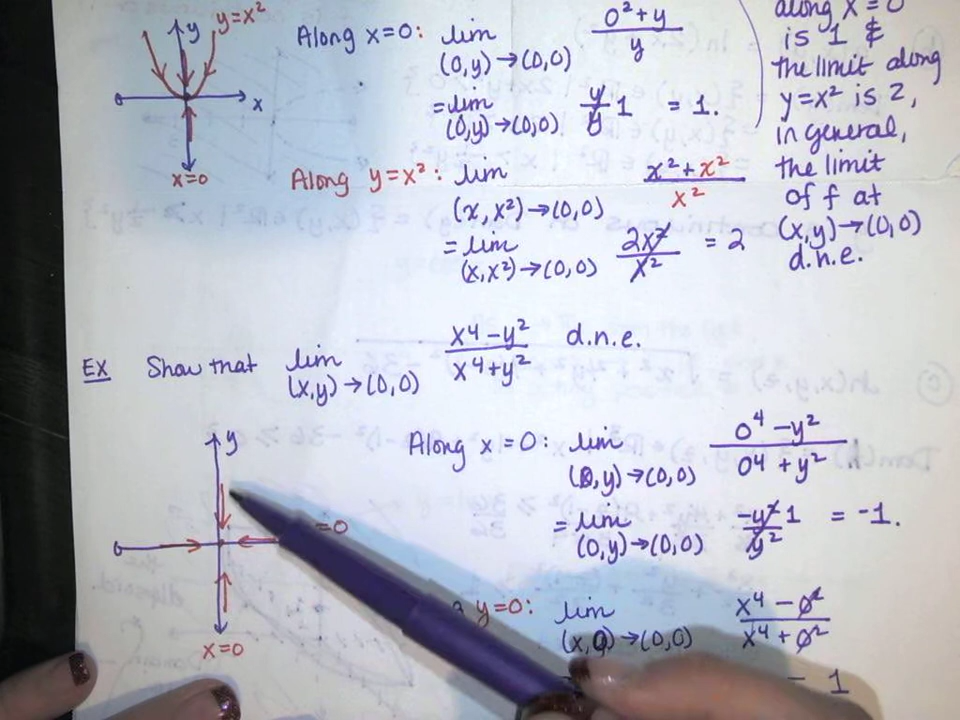 y
y=x²
x
x=0
Along x=0: lim (0,y)→(0,0) 0²+y / y
= lim (0,y)→(0,0) y/y 1 = 1.
Along y=x²: lim (x,x²)→(0,0) x²+x² / x²
= lim (x,x²)→(0,0) 2x²/x² = 2
along x=0
is 1 &
the limit along
y=x² is 2,
in general,
the limit
of f at
(x,y)→(0,0)
d.n.e.
EX Show that lim (x,y)→(0,0) x⁴-y² / x⁴+y² d.n.e.
y
=0
x=0
Along x=0: lim (0,y)→(0,0) 0⁴-y² / 0⁴+y²
= lim (0,y)→(0,0) -y²/y² 1 = -1.
y=0: lim (x,0)→(0,0) x⁴-0² / x⁴+0²
= 1